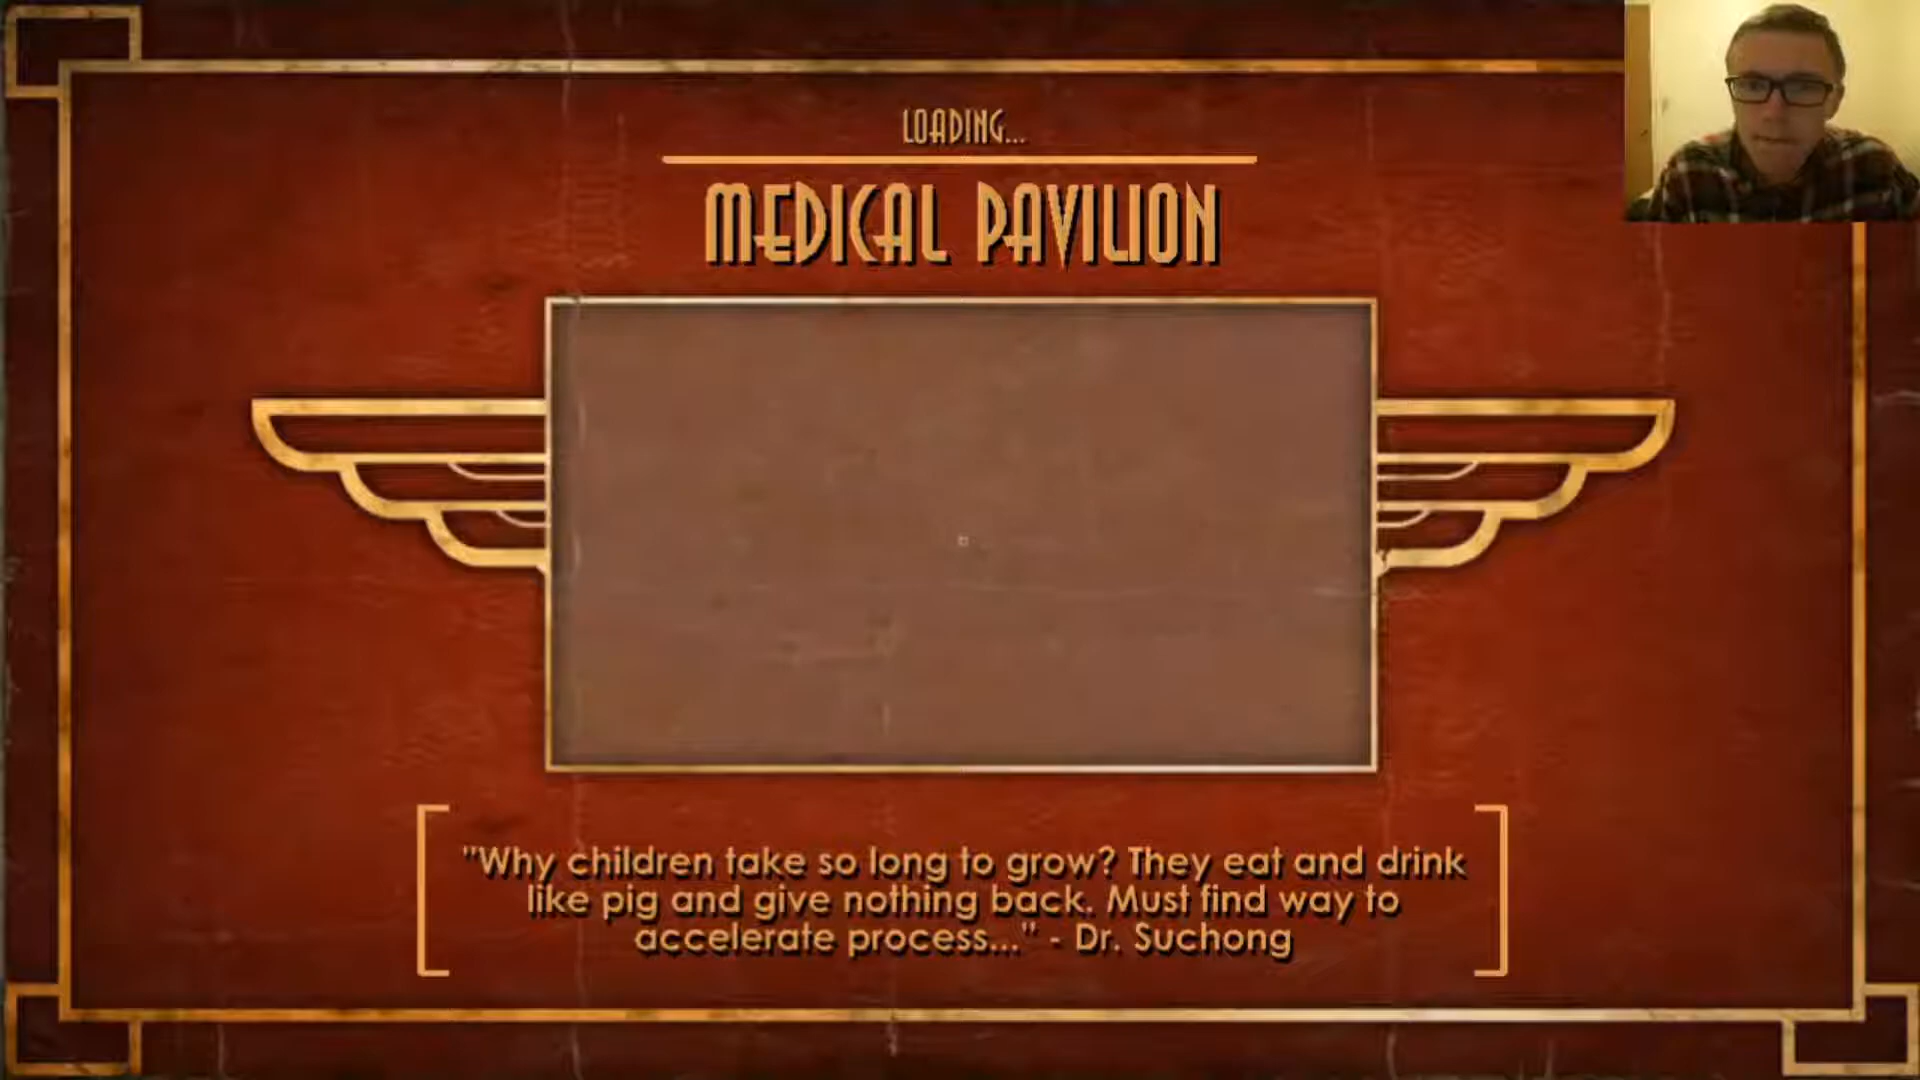 LOADING...
MEDICAL PAVILION
"Why children take so long to grow? They eat and drink
like pig and give nothing back. Must find way to
accelerate process..." - Dr. Suchong